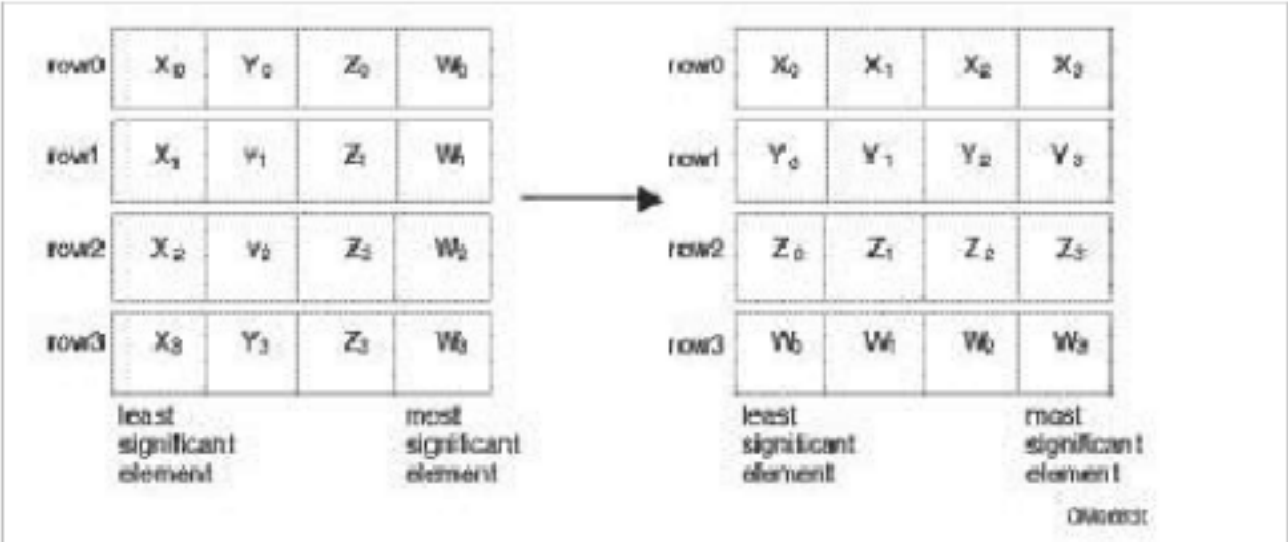 row0 X₀ Y₀ Z₀ W₀
row1 X₁ Y₁ Z₁ W₁
row2 X₂ Y₂ Z₂ W₂
row3 X₃ Y₃ Z₃ W₃
least significant element
most significant element
row0 X₀ X₁ X₂ X₃
row1 Y₀ Y₁ Y₂ Y₃
row2 Z₀ Z₁ Z₂ Z₃
row3 W₀ W₁ W₂ W₃
least significant element
most significant element